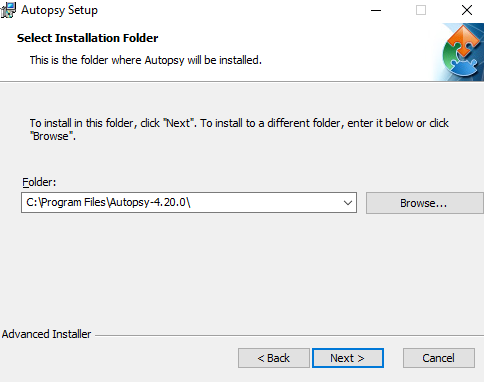 Autopsy Setup
Select Installation Folder
This is the folder where Autopsy will be installed.
To install in this folder, click "Next". To install to a different folder, enter it below or click
"Browse".
Folder:
C:\Program Files\Autopsy-4.20.0\
Browse...
Advanced Installer
< Back
Next >
Cancel